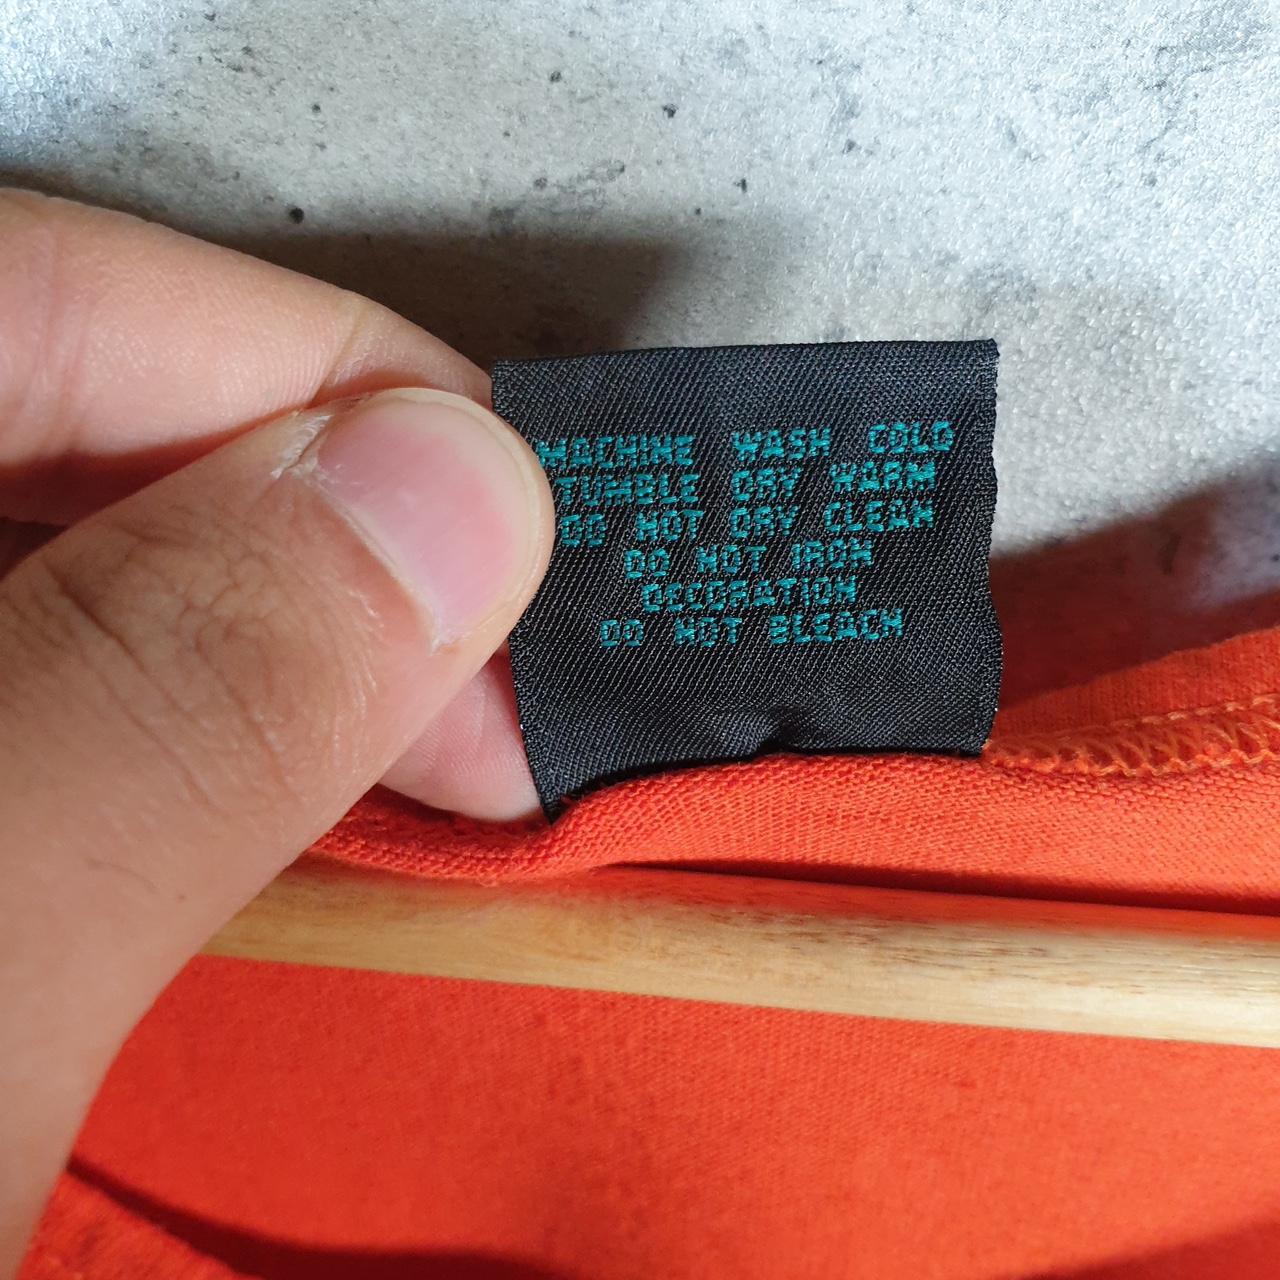 MACHINE WASH COLD
TUMBLE DRY WARM
DO NOT DRY CLEAN
DO NOT IRON
DECORATION
DO NOT BLEACH